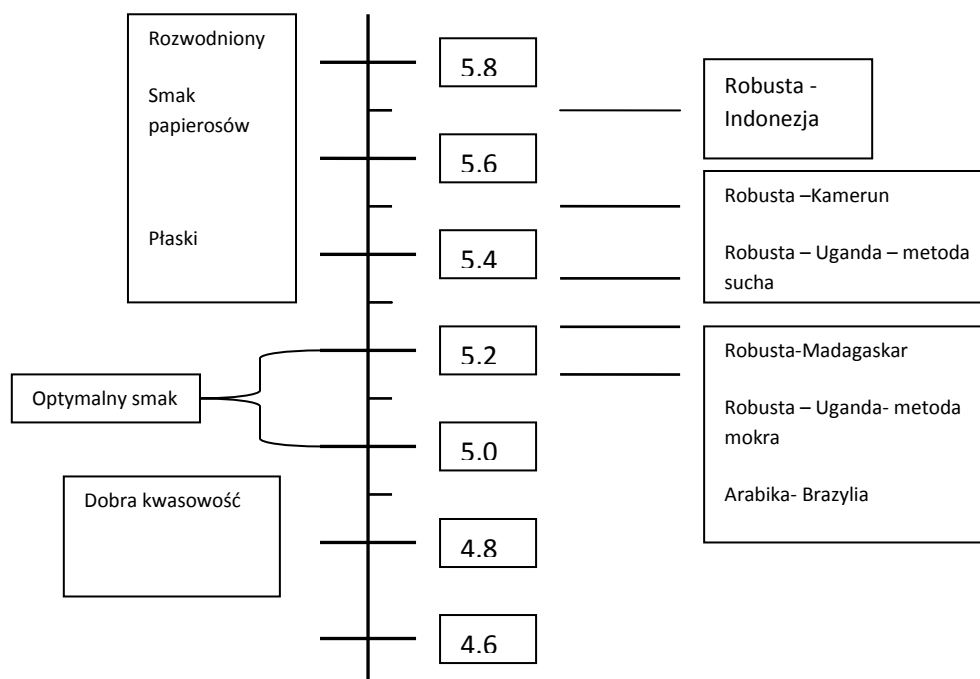 Rozwodniony
Smak
papierosów
Płaski
Optymalny smak
Dobra kwasowość
5.8
5.6
5.4
5.2
5.0
4.8
4.6
Robusta -
Indonezja
Robusta –Kamerun
Robusta – Uganda – metoda
sucha
Robusta-Madagaskar
Robusta – Uganda- metoda
mokra
Arabika- Brazylia